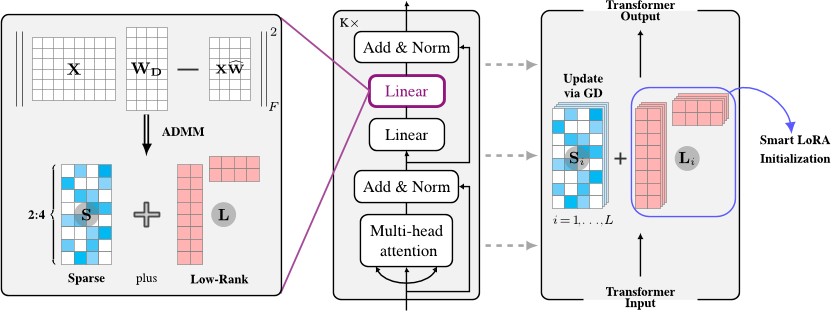 X
W_D
—
XŴ
2
F
ADMM
2:4
S
+
L
Sparse
plus
Low-Rank
K×
Add & Norm
Linear
Linear
Add & Norm
Multi-head
attention
Transformer
Output
Update
via GD
S_i
+
L_i
i = 1, . . . , L
Smart LoRA
Initialization
Transformer
Input